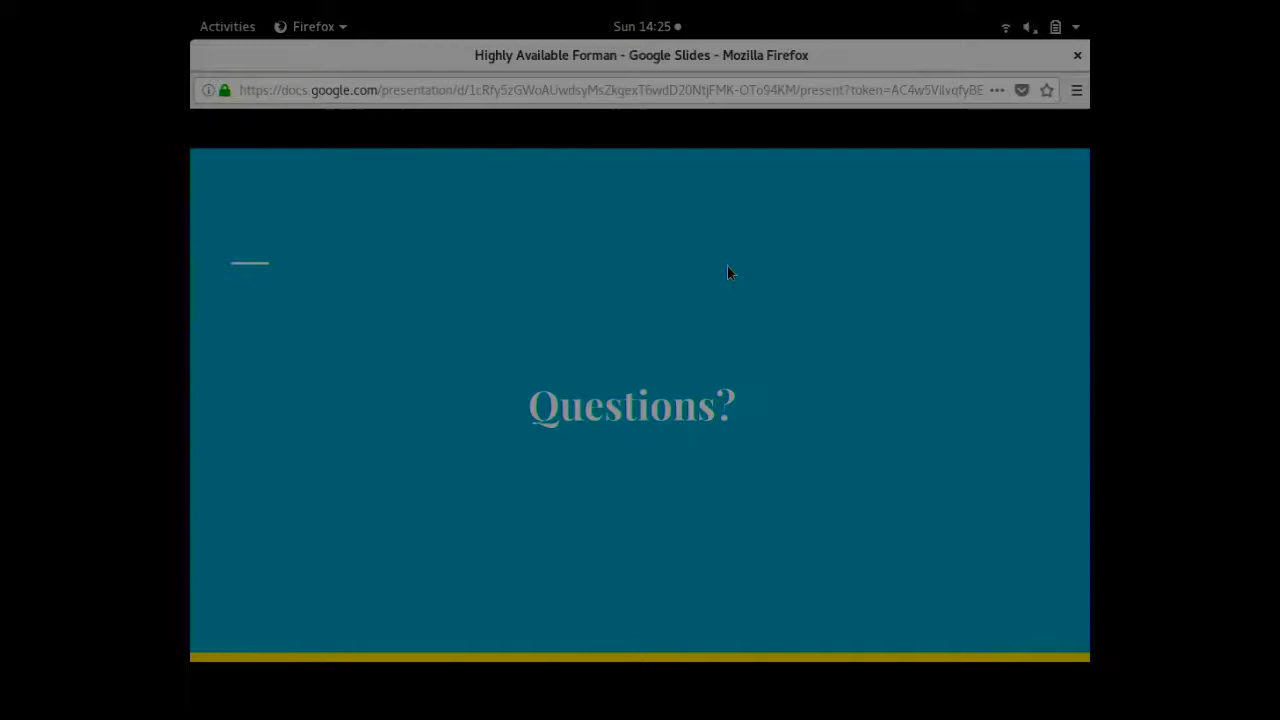 Activities Firefox Sun 14:25
Highly Available Forman - Google Slides - Mozilla Firefox
Questions?